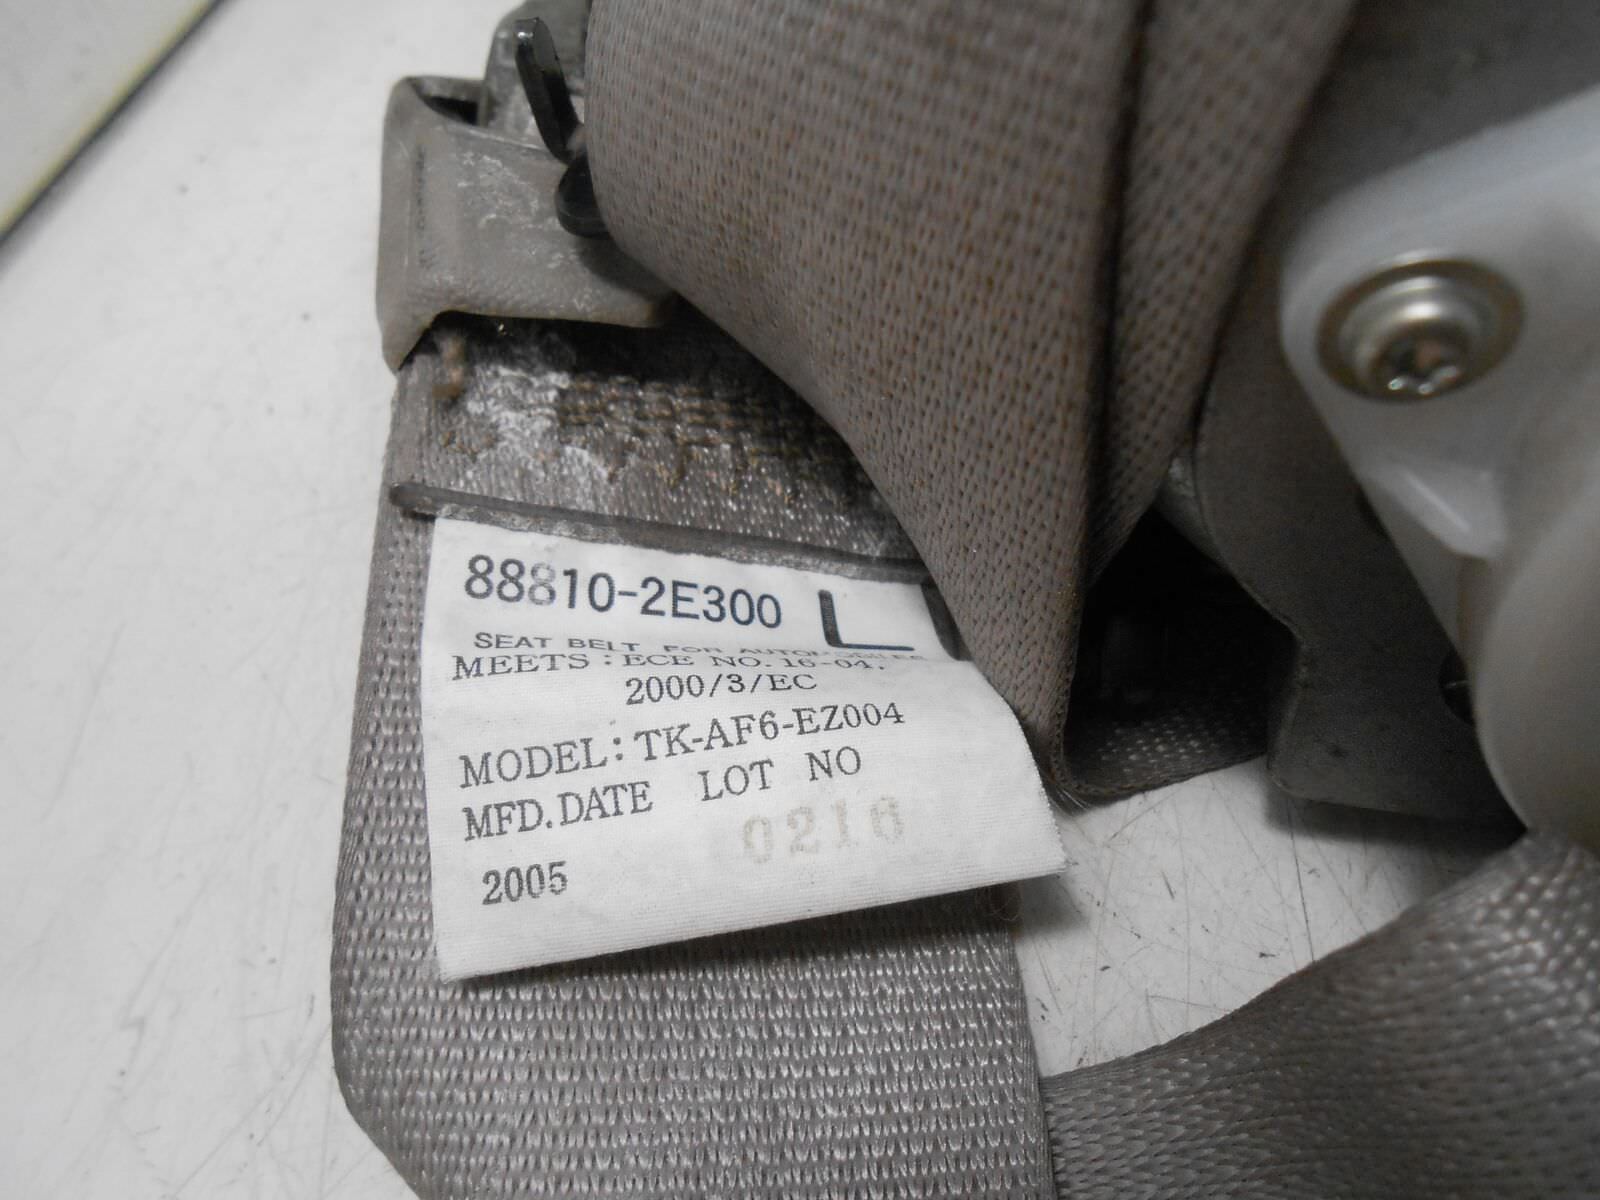 88810-2E300 L
SEAT BELT FOR AUTOMOBILES
MEETS : ECE NO. 16-04,
2000/3/EC
MODEL: TK-AF6-EZ004
MFD. DATE LOT NO
2005 0216